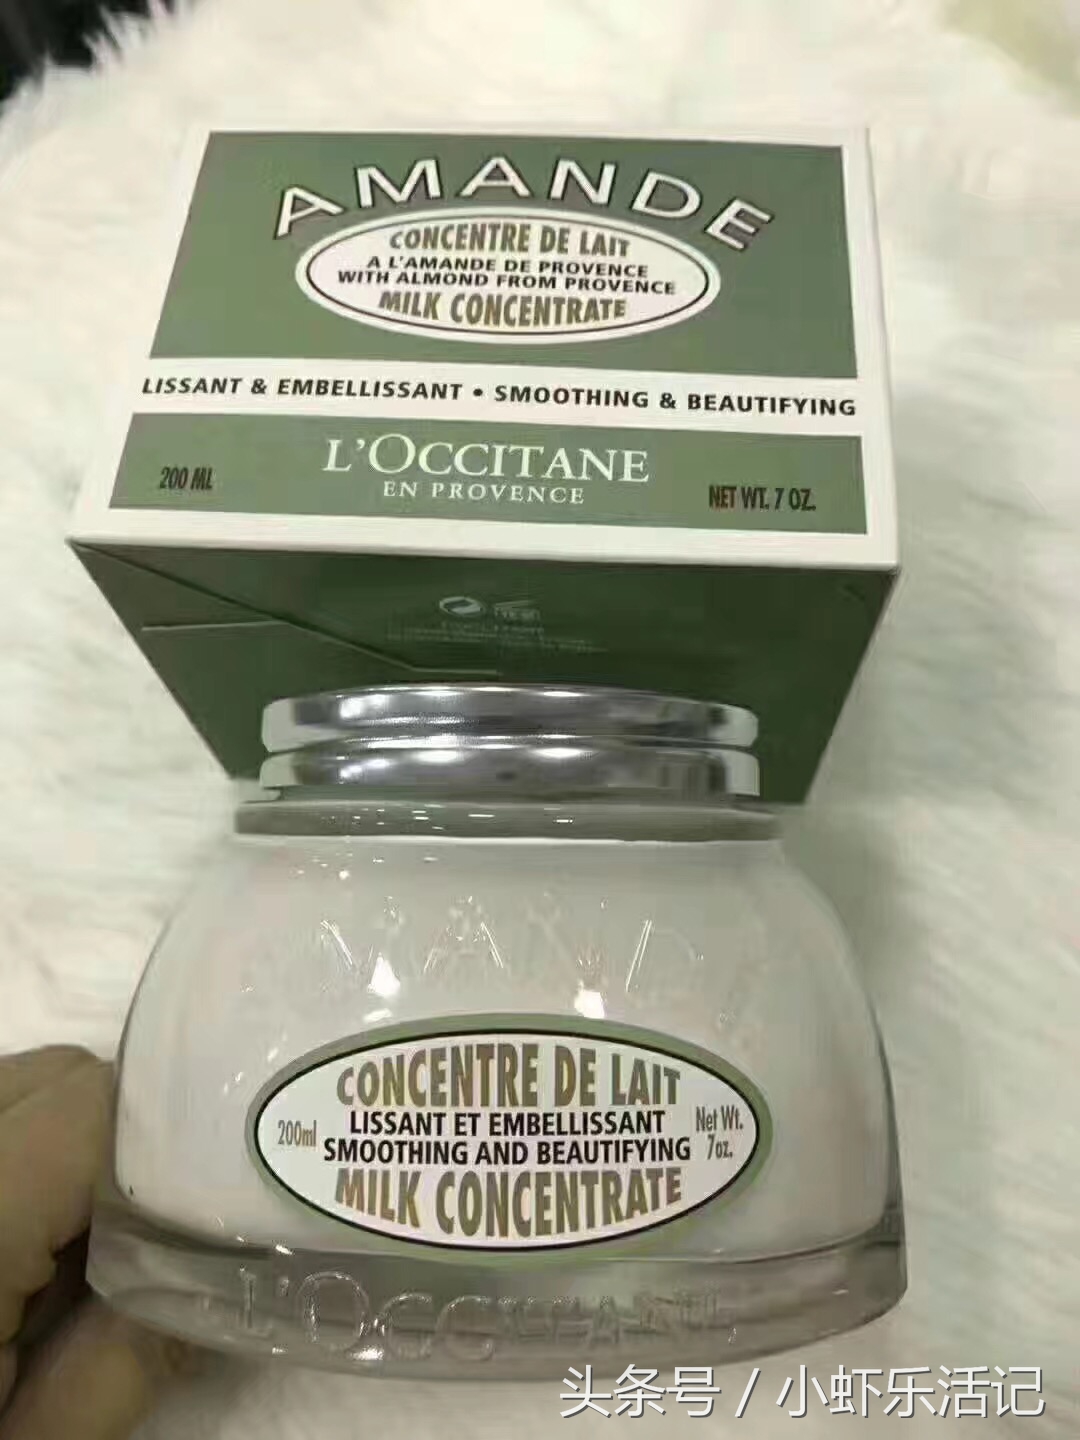 AMANDE
CONCENTRE DE LAIT
A L'AMANDE DE PROVENCE
WITH ALMOND FROM PROVENCE
MILK CONCENTRATE
LISSANT & EMBELLISSANT • SMOOTHING & BEAUTIFYING
200 ML
L'OCCITANE
EN PROVENCE
NET WT. 7 OZ.
CONCENTRE DE LAIT
200ml
LISSANT ET EMBELLISSANT
SMOOTHING AND BEAUTIFYING
Net Wt.
7oz.
MILK CONCENTRATE
L'OCCITANE
头条号 / 小虾乐活记